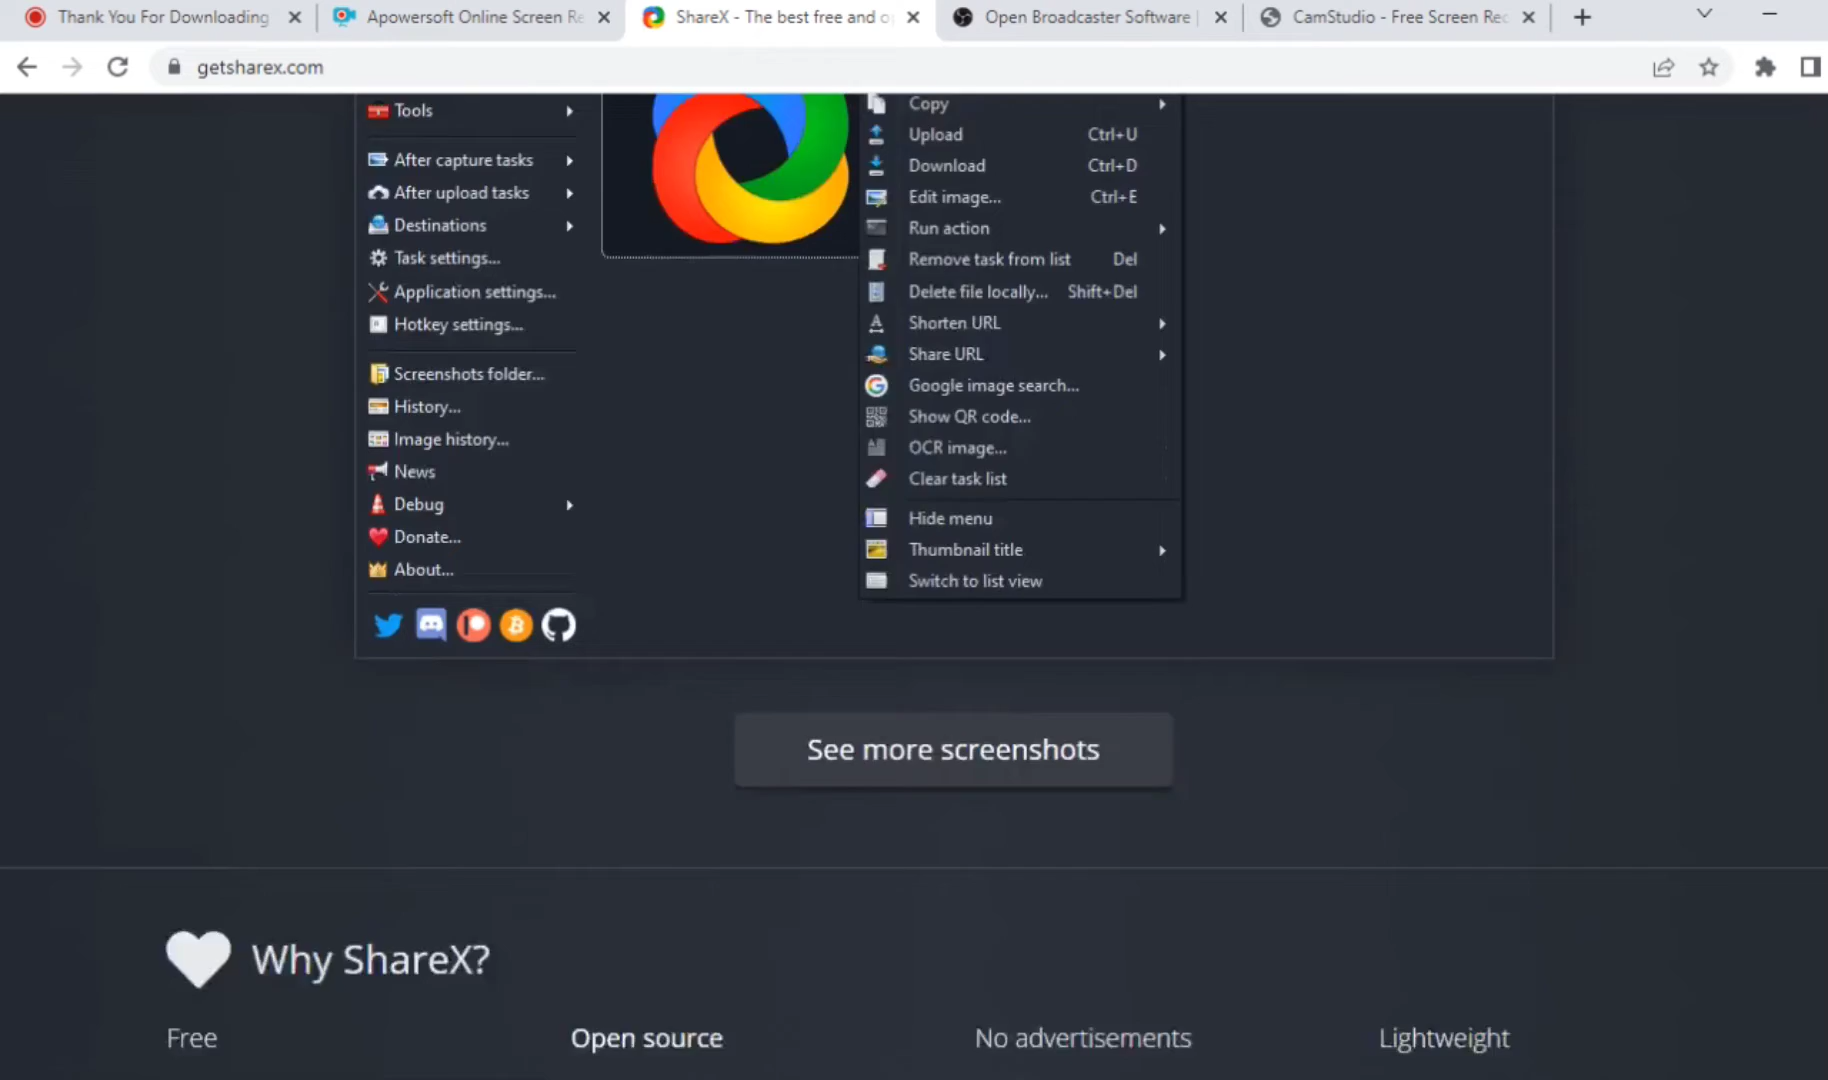 Thank You For Downloading
Apowersoft Online Screen Re
ShareX - The best free and o
Open Broadcaster Software |
CamStudio - Free Screen Rec
getsharex.com
Tools
After capture tasks
After upload tasks
Destinations
Task settings...
Application settings...
Hotkey settings...
Screenshots folder...
History...
Image history...
News
Debug
Donate...
About...
Copy
Upload Ctrl+U
Download Ctrl+D
Edit image... Ctrl+E
Run action
Remove task from list Del
Delete file locally... Shift+Del
Shorten URL
Share URL
Google image search...
Show QR code...
OCR image...
Clear task list
Hide menu
Thumbnail title
Switch to list view
See more screenshots
Why ShareX?
Free Open source No advertisements Lightweight